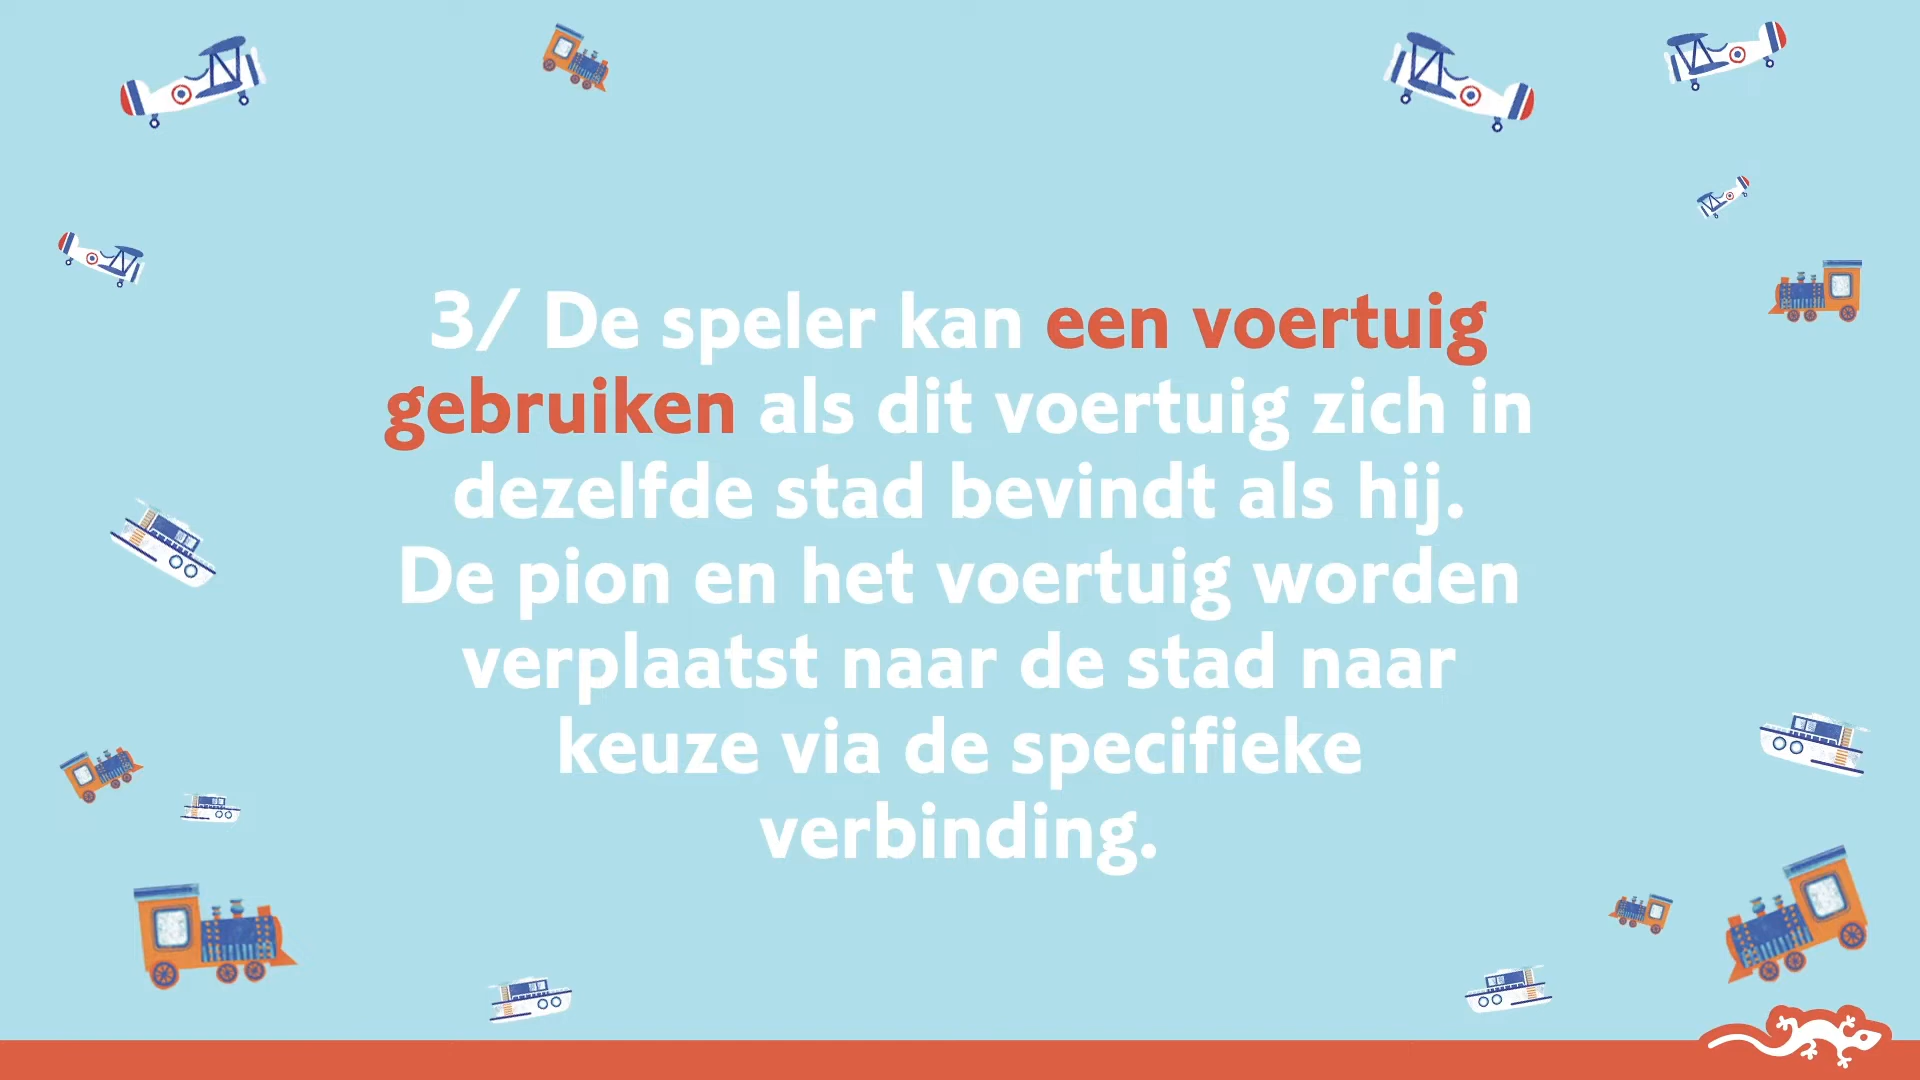 3/ De speler kan een voertuig
gebruiken als dit voertuig zich in
dezelfde stad bevindt als hij.
De pion en het voertuig worden
verplaatst naar de stad naar
keuze via de specifieke
verbinding.